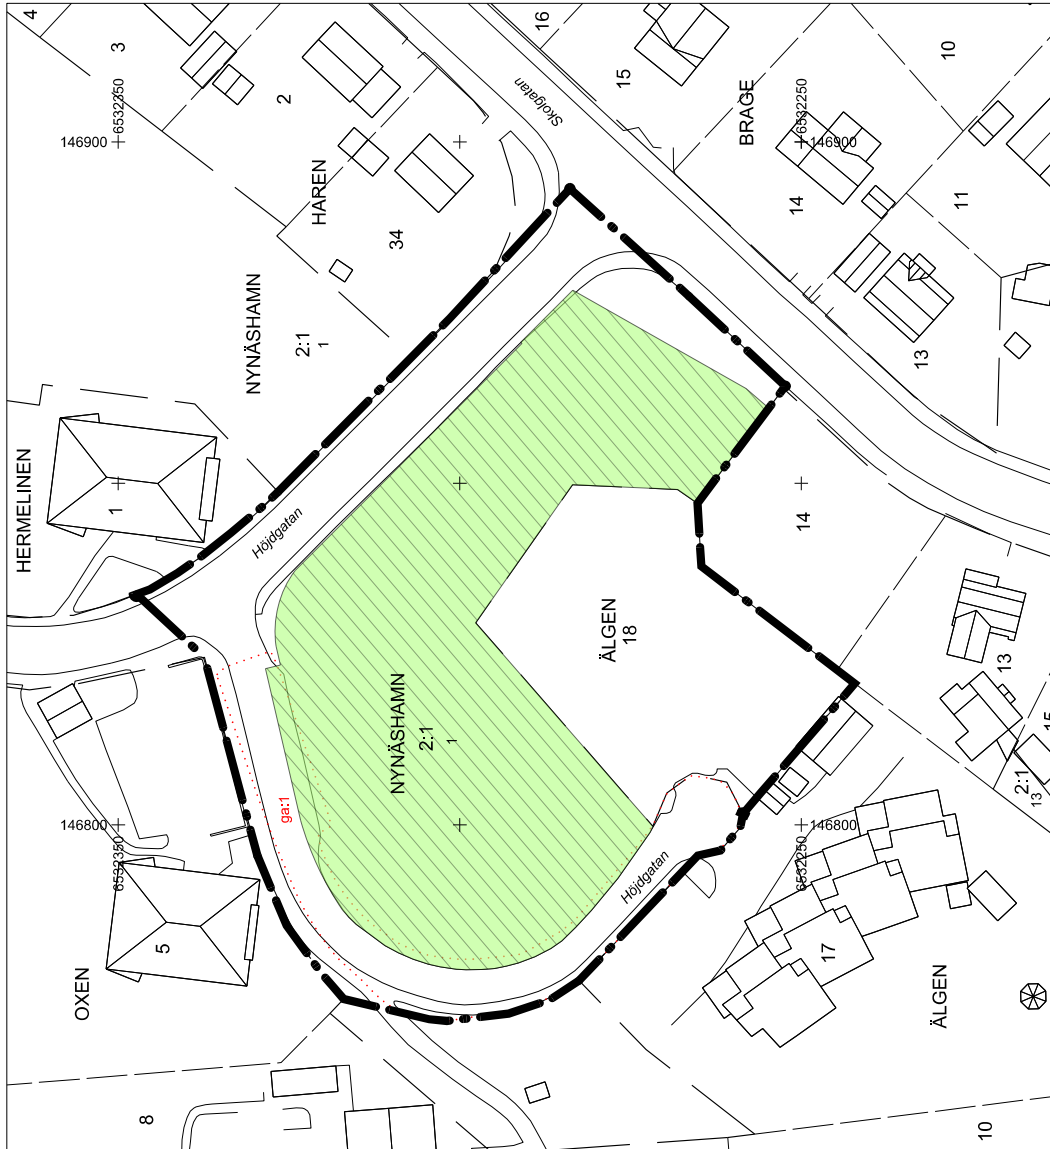 4
3
2
HAREN
34
16
15
Skolgatan
BRAGE
10
11
14
13
146900
6532350
146900
6532250
NYNÄSHAMN
2:1
1
HERMELINEN
1
Höjdgatan
14
ÄLGEN
18
NYNÄSHAMN
2:1
1
ga:1
13
15
2:1
13
146800
6532350
146800
6532250
Höjdgatan
5
OXEN
17
ÄLGEN
8
10